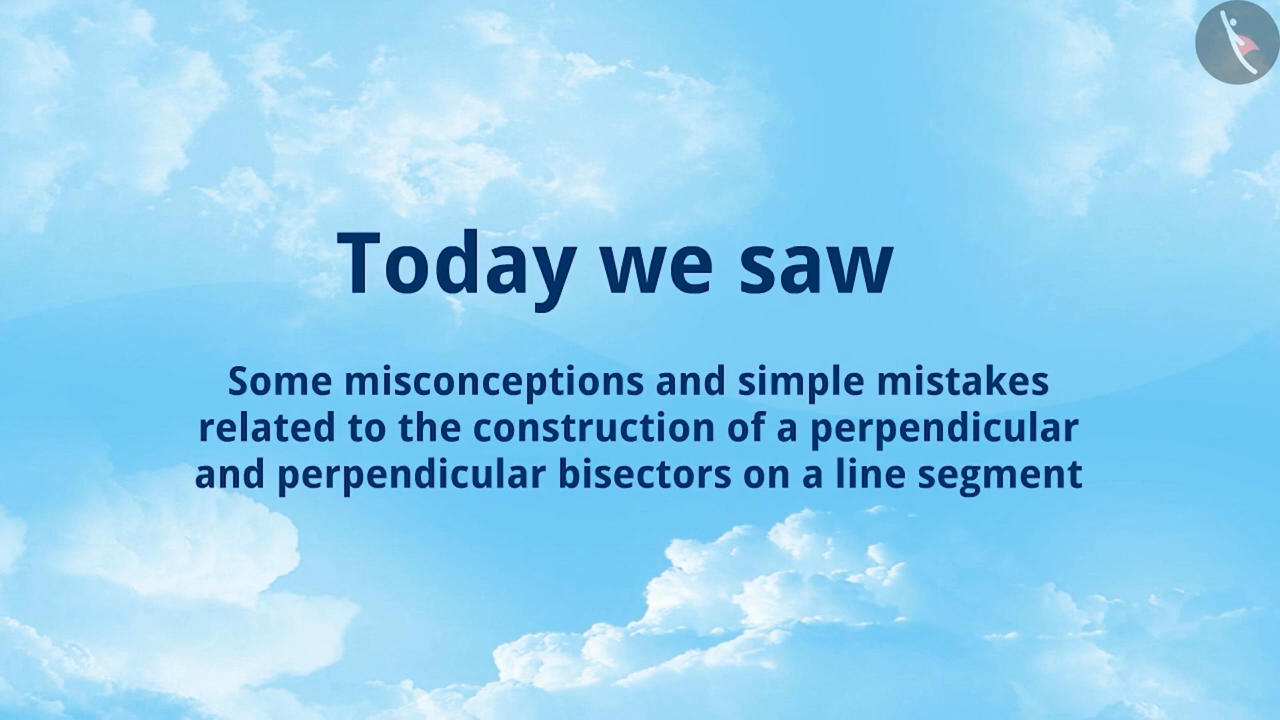 Today we saw
Some misconceptions and simple mistakes
related to the construction of a perpendicular
and perpendicular bisectors on a line segment